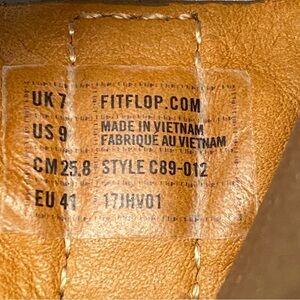 UK 7 FITFLOP.COM
US 9 MADE IN VIETNAM
FABRIQUE AU VIETNAM
CM 25.8 STYLE C89-012
EU 41 17JHV01